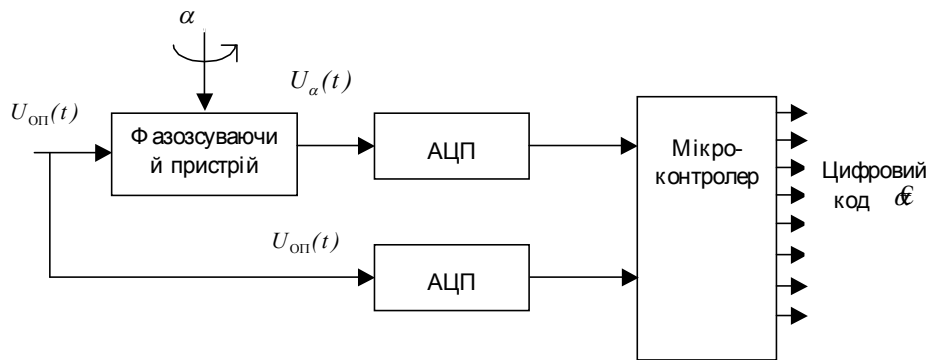 α
U_α(t)
U_ОП(t)
Фазозсуваючи
й пристрій
АЦП
Мікро-
контролер
Цифровий
код
U_ОП(t)
АЦП